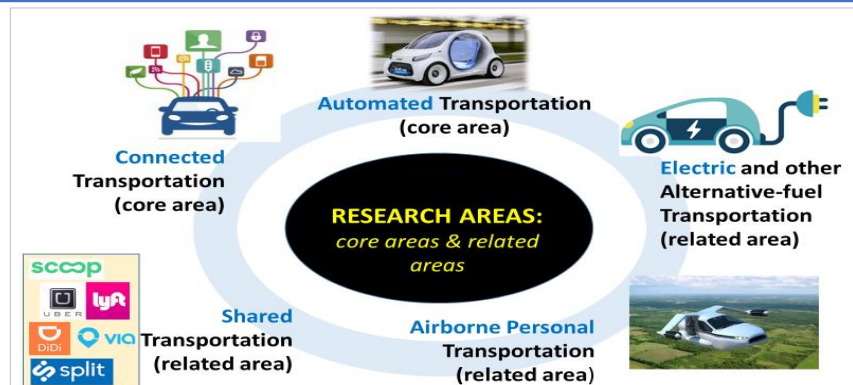 Automated Transportation
(core area)
Connected
Transportation
(core area)
Electric and other
Alternative-fuel
Transportation
(related area)
RESEARCH AREAS:
core areas & related
areas
scoop
UBER
lyft
DiDi
via
split
Shared
Transportation
(related area)
Airborne Personal
Transportation
(related area)